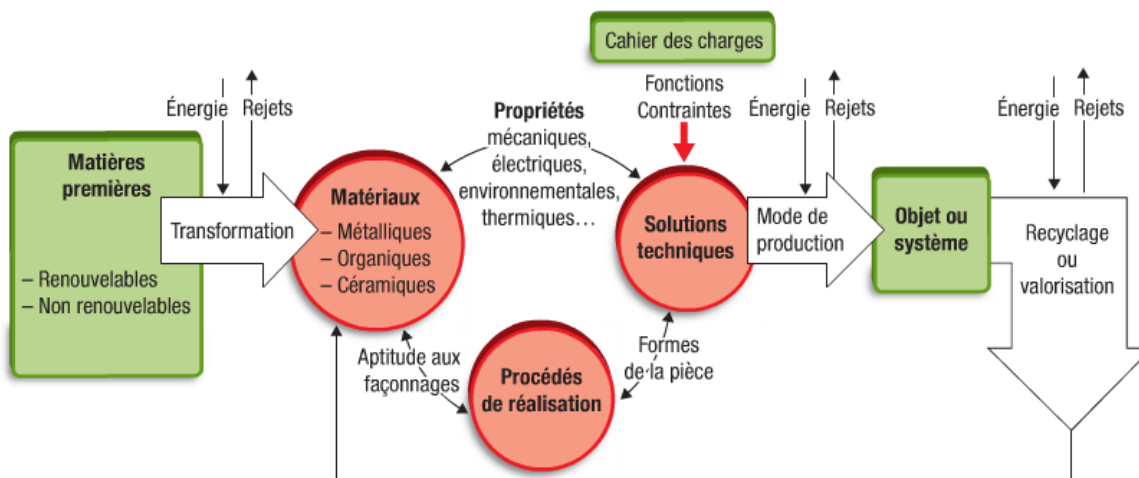 Cahier des charges
Énergie
Rejets
Fonctions
Contraintes
Énergie
Rejets
Énergie
Rejets
Propriétés
mécaniques,
électriques,
environnementales,
thermiques…
Matières
premières
– Renouvelables
– Non renouvelables
Transformation
Matériaux
– Métalliques
– Organiques
– Céramiques
Solutions
techniques
Mode de
production
Objet ou
système
Recyclage
ou
valorisation
Aptitude aux
façonnages
Procédés
de réalisation
Formes
de la pièce